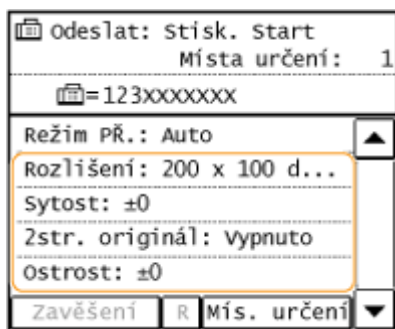 Odeslat: Stisk. Start
Místa určení: 1
=123xxxxxxx
Režim PŘ.: Auto
Rozlišení: 200 x 100 d...
Sytost: ±0
2str. originál: Vypnuto
Ostrost: ±0
Zavěšení R Mís. určení